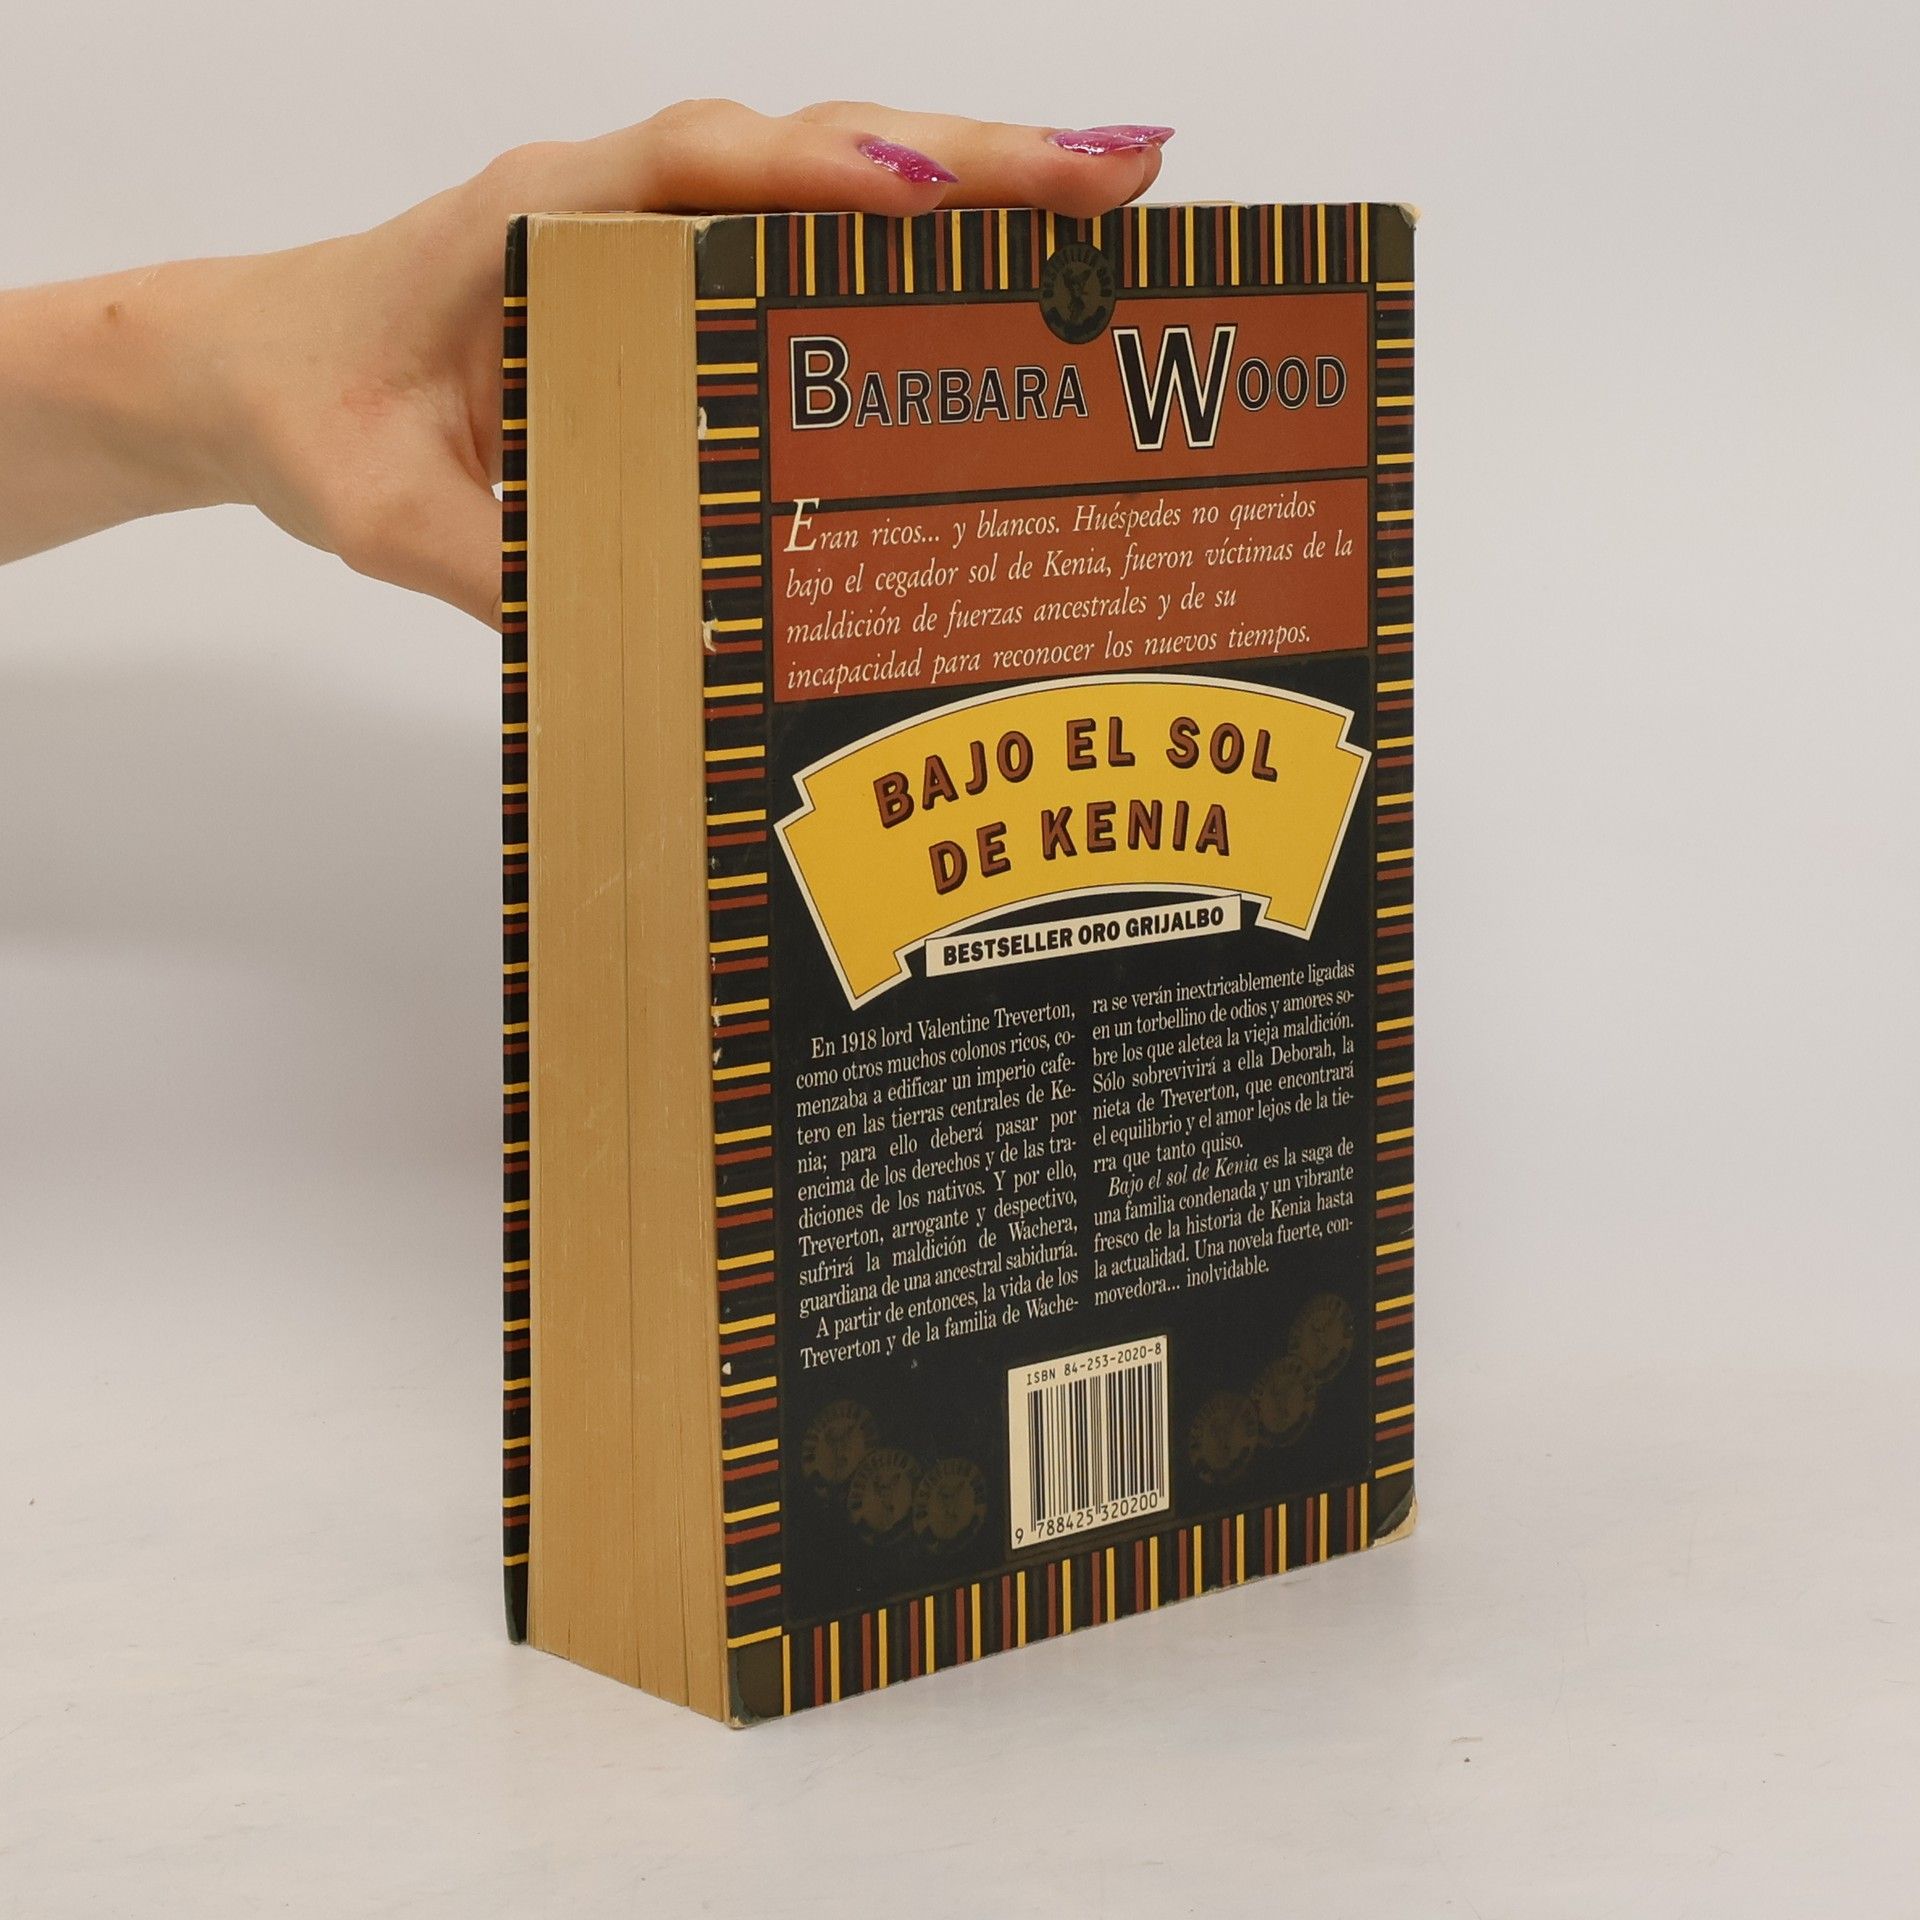 BARBARA WOOD
Eran ricos... y blancos. Huéspedes no queridos
bajo el cegador sol de Kenia, fueron víctimas de la
maldición de fuerzas ancestrales y de su
incapacidad para reconocer los nuevos tiempos.
BAJO EL SOL
DE KENIA
BESTSELLER ORO GRIJALBO
En 1918 lord Valentine Treverton,
como otros muchos colonos ricos, co-
menzaba a edificar un imperio cafe-
tero en las tierras centrales de Ke-
nia; para ello deberá pasar por
encima de los derechos y de las tra-
diciones de los nativos. Y por ello,
Treverton, arrogante y despectivo,
sufrirá la maldición de Wachera,
guardiana de una ancestral sabiduría.
A partir de entonces, la vida de los
Treverton y de la familia de Wache-
ra se verán inextricablemente ligadas
en un torbellino de odios y amores so-
bre los que aletea la vieja maldición.
Sólo sobrevivirá a ella Deborah, la
nieta de Treverton, que encontrará
el equilibrio y el amor lejos de la tie-
rra que tanto quiso.
Bajo el sol de Kenia es la saga de
una familia condenada y un vibrante
fresco de la historia de Kenia hasta
la actualidad. Una novela fuerte, con-
movedora... inolvidable.
ISBN 84-253-2020-8
9 788425 320200